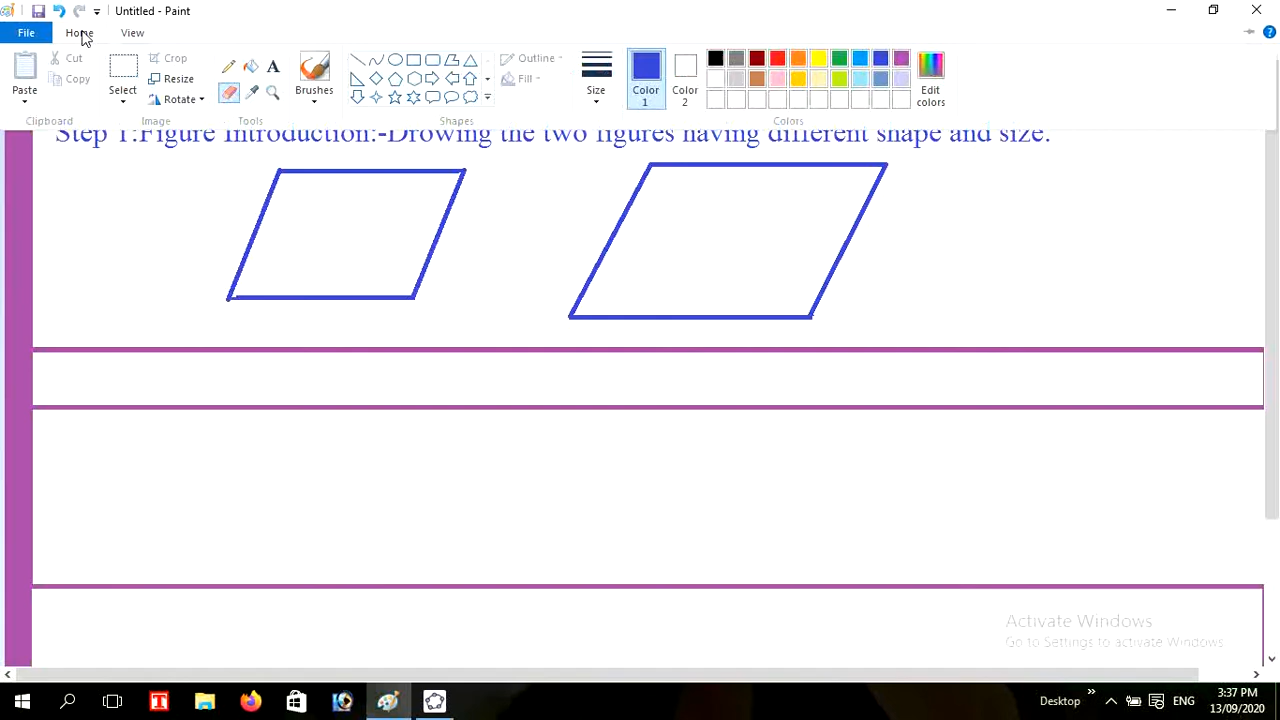 Untitled - Paint
File
Home
View
Paste
Cut
Copy
Clipboard
Select
Crop
Resize
Rotate
Image
A
Tools
Brushes
Shapes
Outline
Fill
Size
Color
1
Color
2
Edit
colors
Colors
Step 1:Figure Introduction:-Drowing the two figures having different shape and size.
Activate Windows
Go to Settings to activate Windows
T
Desktop
ENG
3:37 PM
13/09/2020